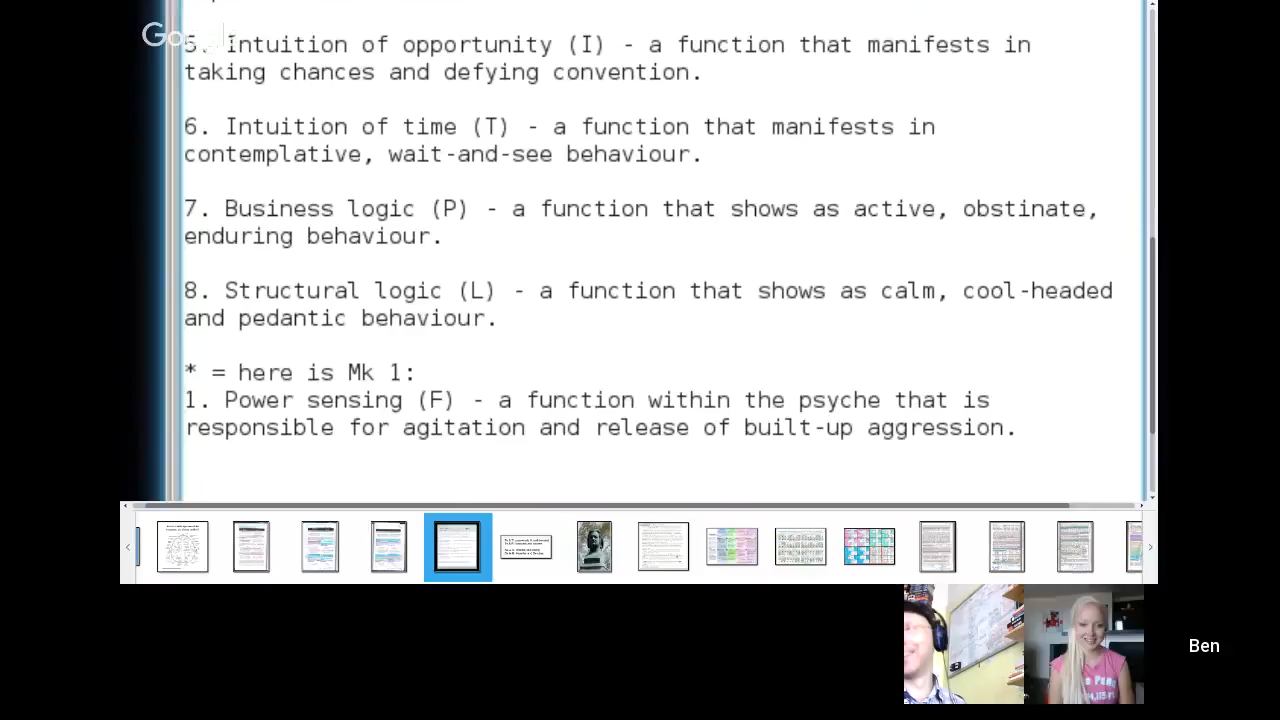 Google
5. Intuition of opportunity (I) - a function that manifests in
taking chances and defying convention.
6. Intuition of time (T) - a function that manifests in
contemplative, wait-and-see behaviour.
7. Business logic (P) - a function that shows as active, obstinate,
enduring behaviour.
8. Structural logic (L) - a function that shows as calm, cool-headed
and pedantic behaviour.
* = here is Mk 1:
1. Power sensing (F) - a function within the psyche that is
responsible for agitation and release of built-up aggression.
Ben